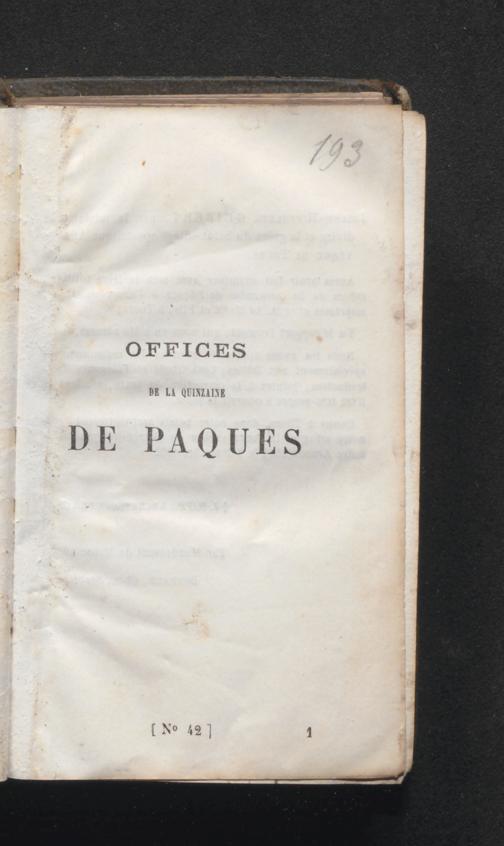 193
OFFICES
DE LA QUINZAINE
DE PAQUES
[ Nº 42 ] 1